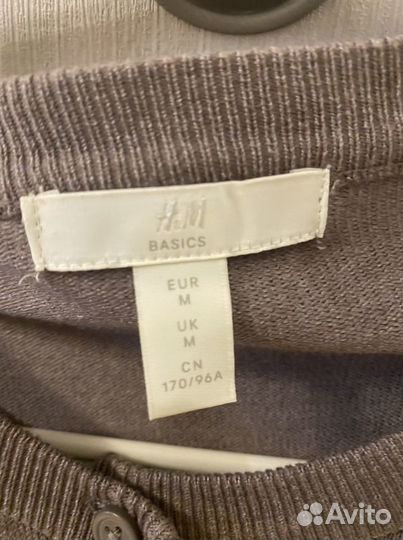 H&M
BASICS
EUR
M
UK
M
CN
170/96A
Avito